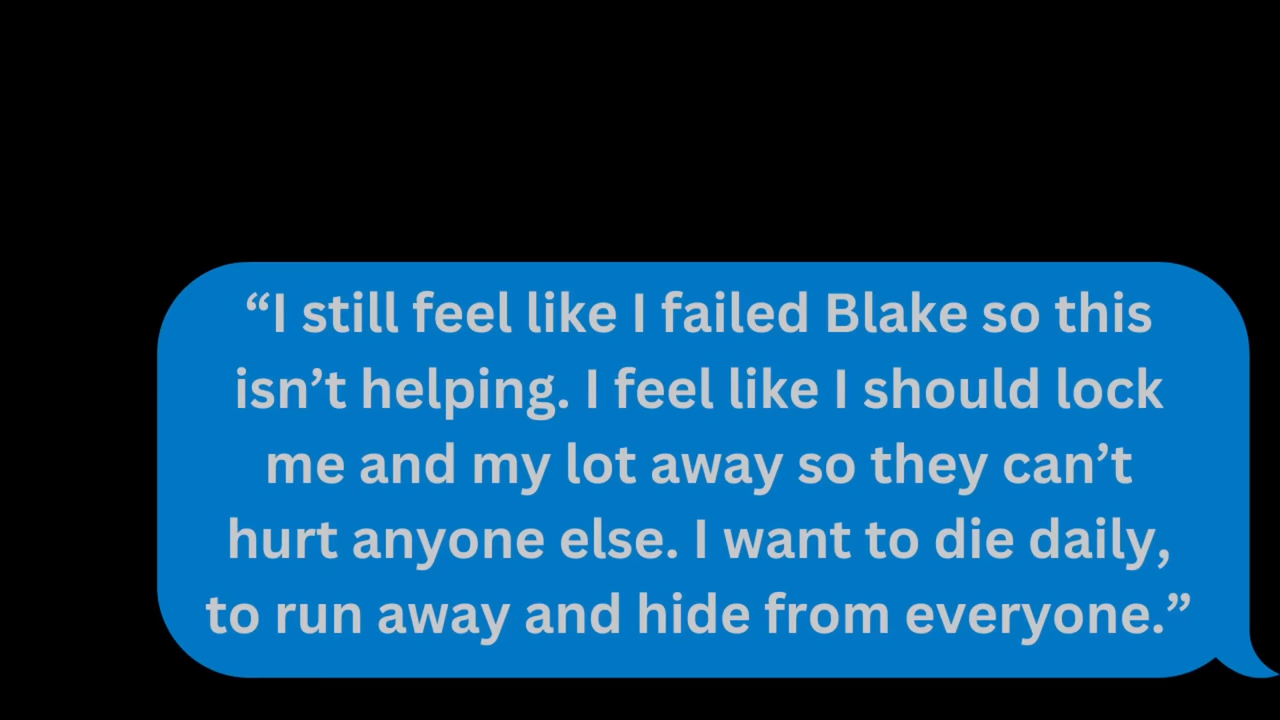 “I still feel like I failed Blake so this
isn’t helping. I feel like I should lock
me and my lot away so they can’t
hurt anyone else. I want to die daily,
to run away and hide from everyone.”